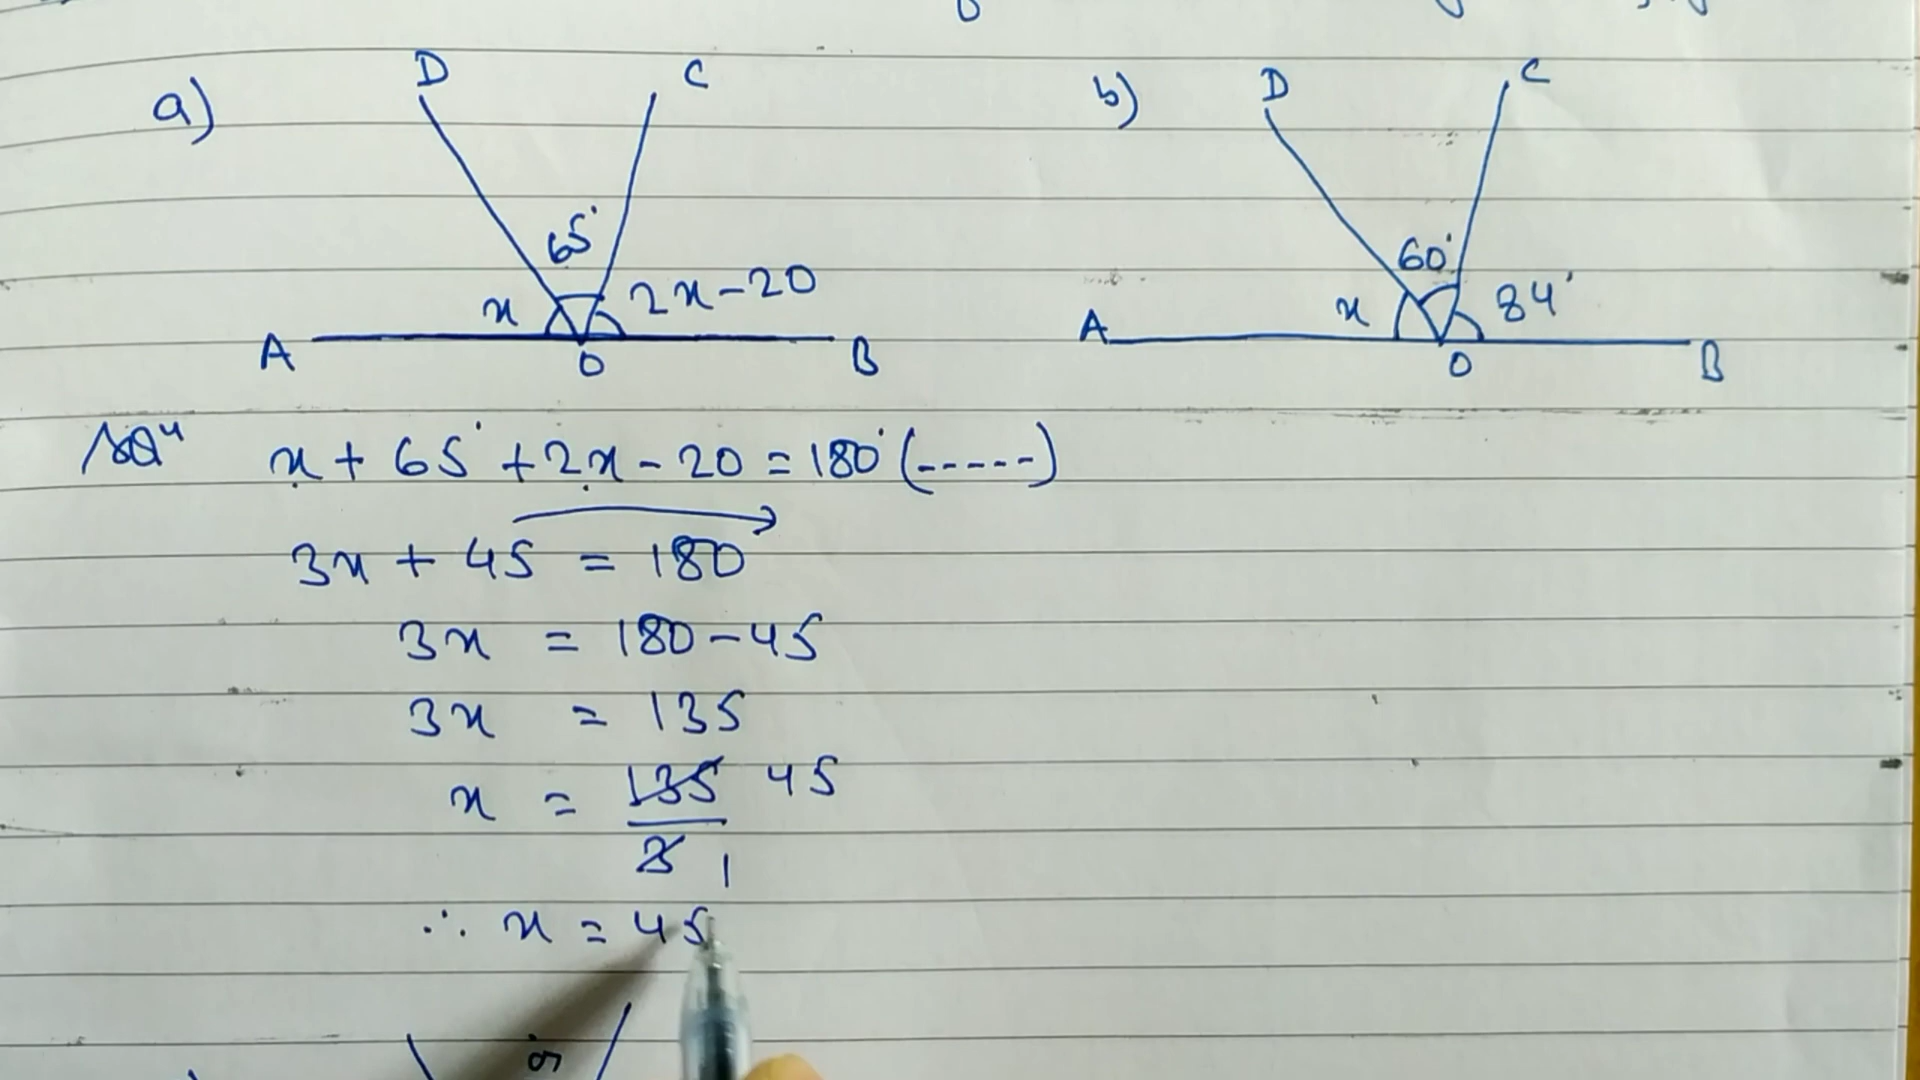 a) D C
65° x 2x-20
A O B
b) D C
60° x 84°
A O B
x + 65° + 2x - 20 = 180° (-----)
3x + 45 = 180
3x = 180 - 45
3x = 135
x = 135 45
3 1
∴ x = 45